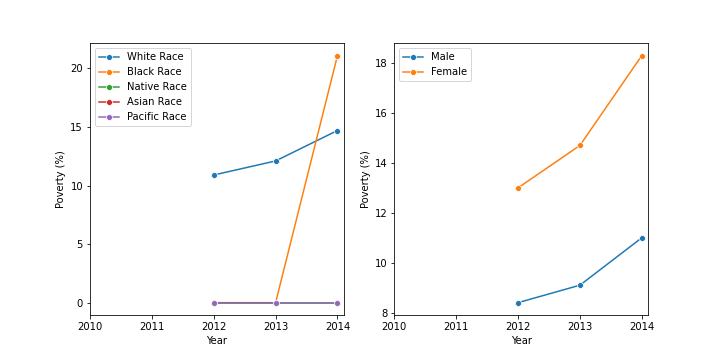 White Race
Black Race
Native Race
Asian Race
Pacific Race
Poverty (%)
20
15
10
5
0
2010 2011 2012 2013 2014
Year
Male
Female
Poverty (%)
18
16
14
12
10
8
2010 2011 2012 2013 2014
Year